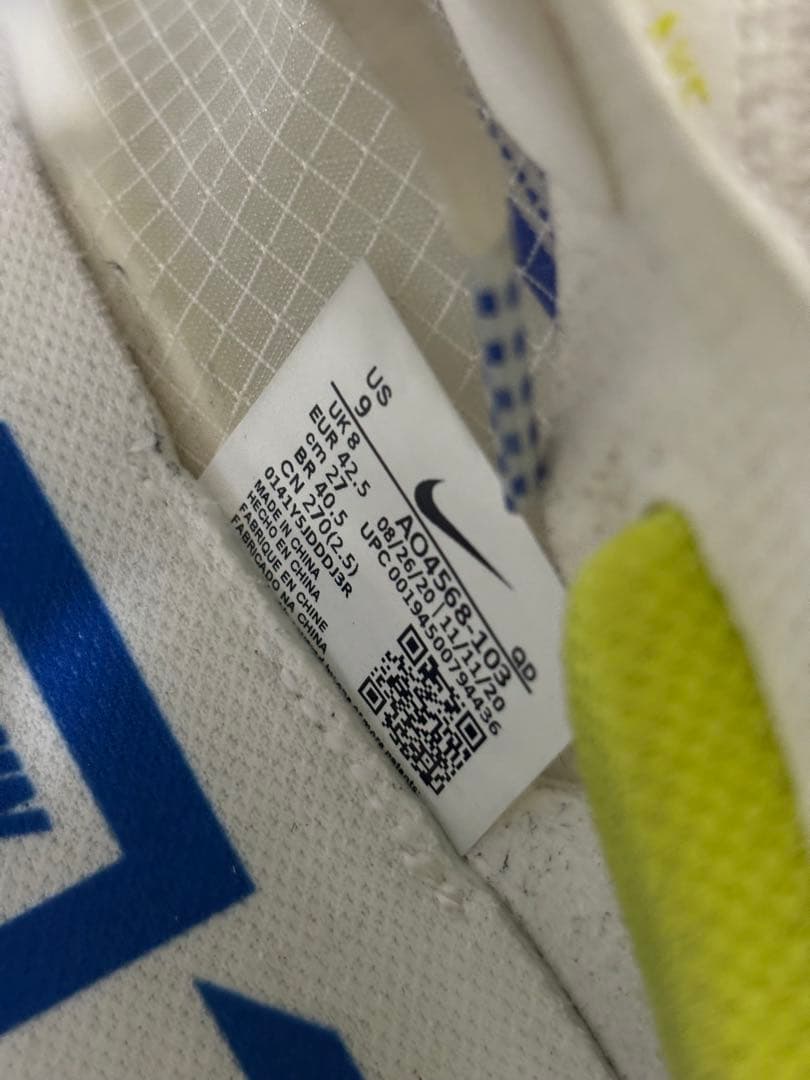 US
9
UK 8
EUR 42.5
cm 27
BR 40.5
CN 270(2.5)
0141Y5JDDDJ3R
MADE IN CHINA
HECHO EN CHINA
FABRIQUE EN CHINE
FABRICADO NA CHINA
AO4568-103 QD
08/26/20 | 11/11/20
UPC 00194500794436